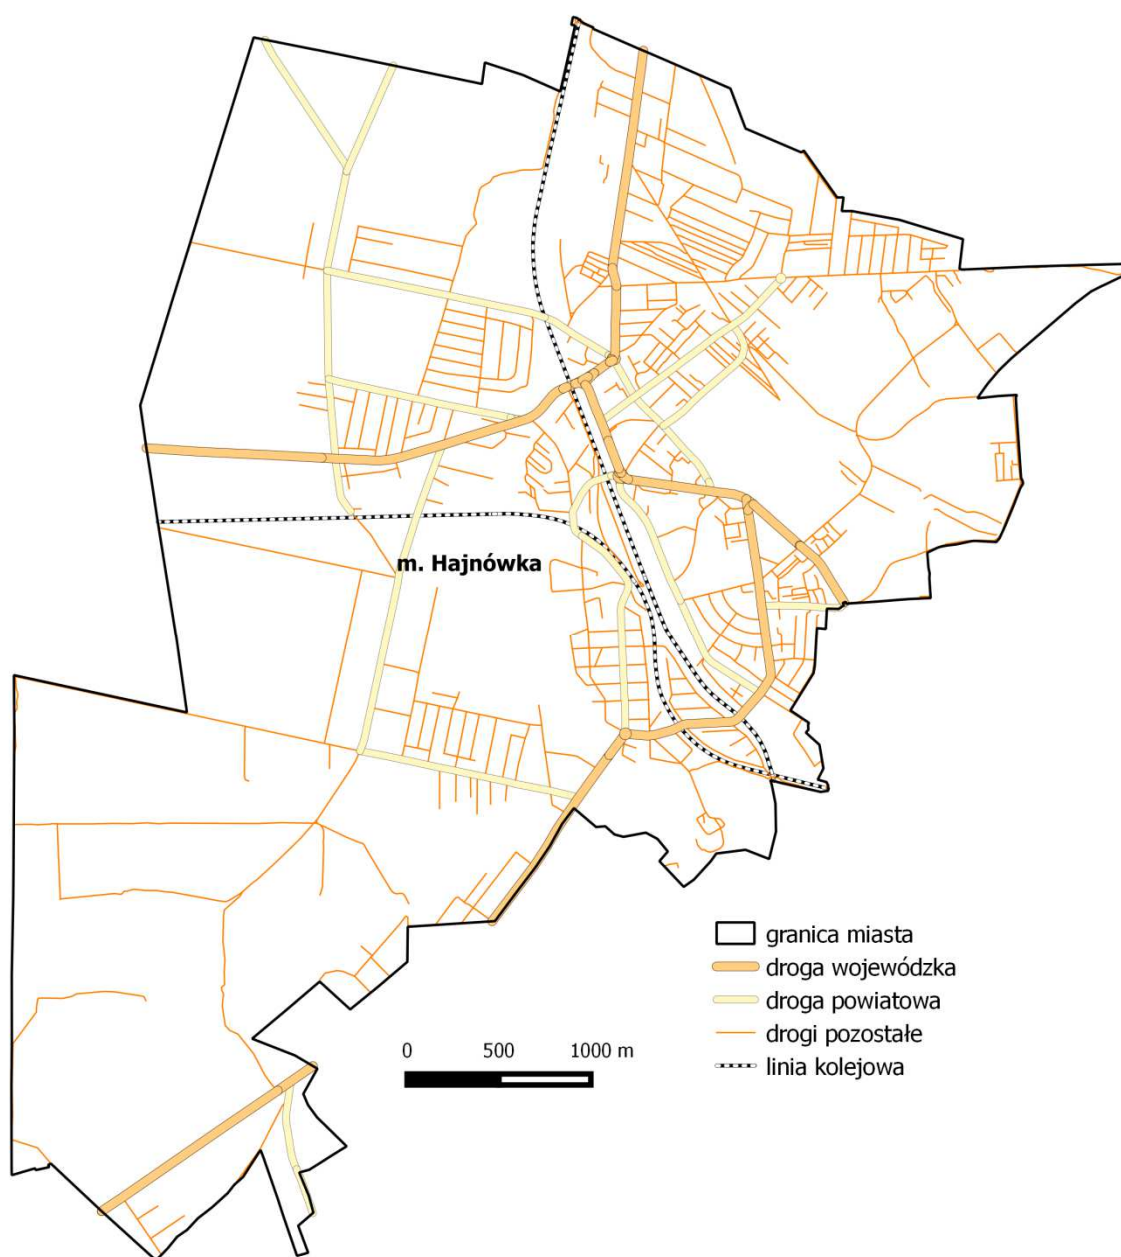 m. Hajnówka
granica miasta
droga wojewódzka
droga powiatowa
drogi pozostałe
linia kolejowa
0 500 1000 m